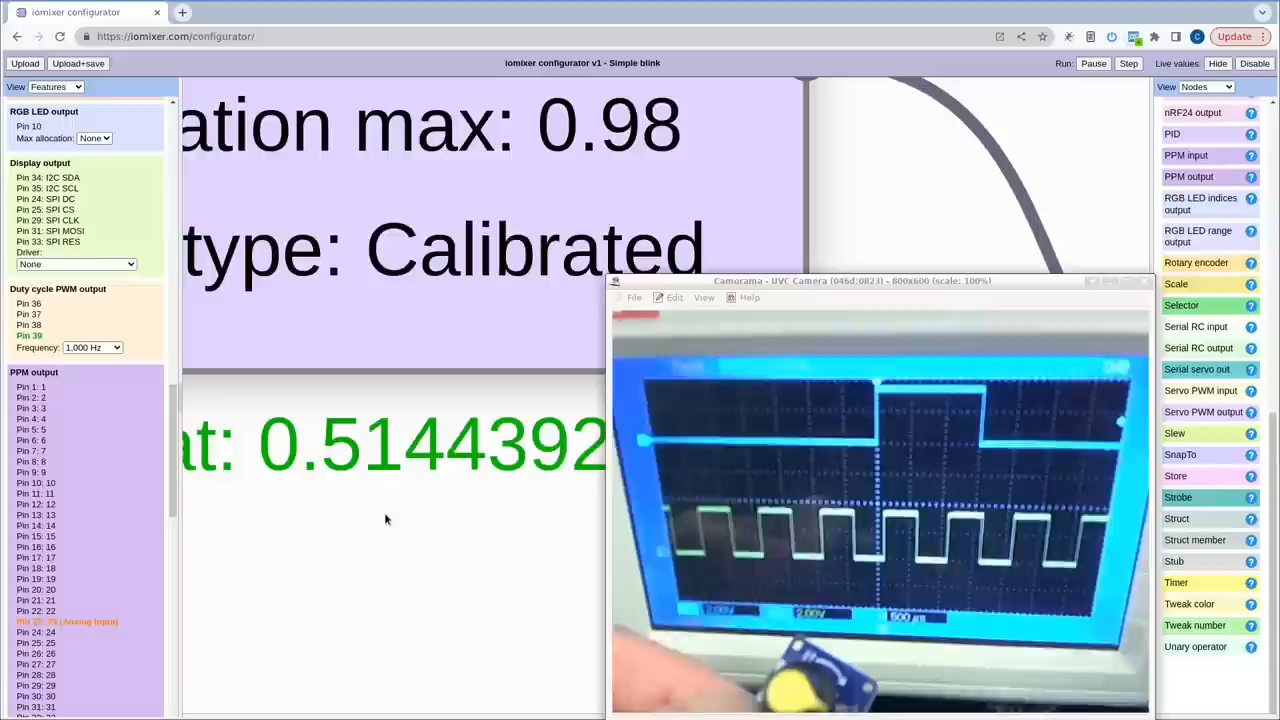 iomixer configurator
https://iomixer.com/configurator/
Update
Upload
Upload+save
iomixer configurator v1 - Simple blink
Run:
Pause
Step
Live values:
Hide
Disable
View
Features
RGB LED output
Pin 10
Max allocation: None
Display output
Pin 34: I2C SDA
Pin 35: I2C SCL
Pin 24: SPI DC
Pin 25: SPI CS
Pin 29: SPI CLK
Pin 31: SPI MOSI
Pin 33: SPI RES
Driver:
None
Duty cycle PWM output
Pin 36
Pin 37
Pin 38
Pin 39
Frequency: 1,000 Hz
PPM output
Pin 1: 1
Pin 2: 2
Pin 3: 3
Pin 4: 4
Pin 5: 5
Pin 6: 6
Pin 7: 7
Pin 8: 8
Pin 9: 9
Pin 10: 10
Pin 11: 11
Pin 12: 12
Pin 13: 13
Pin 14: 14
Pin 15: 15
Pin 16: 16
Pin 17: 17
Pin 18: 18
Pin 19: 19
Pin 20: 20
Pin 21: 21
Pin 22: 22
Pin 23: 23 (Analog input)
Pin 24: 24
Pin 25: 25
Pin 26: 26
Pin 27: 27
Pin 28: 28
Pin 29: 29
Pin 30: 30
Pin 31: 31
ation max: 0.98
type: Calibrated
at: 0.5144392
Camorama - UVC Camera (046d:0823) - 800x600 (scale: 100%)
File
Edit
View
Help
2.00V
500μs
View
Nodes
nRF24 output
PID
PPM input
PPM output
RGB LED indices
output
RGB LED range
output
Rotary encoder
Scale
Selector
Serial RC input
Serial RC output
Serial servo out
Servo PWM input
Servo PWM output
Slew
SnapTo
Store
Strobe
Struct
Struct member
Stub
Timer
Tweak color
Tweak number
Unary operator